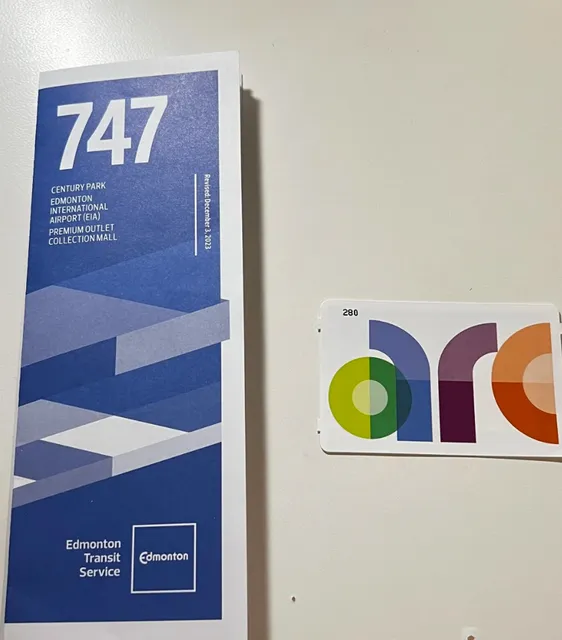 747
CENTURY PARK
EDMONTON
INTERNATIONAL
AIRPORT (EIA)
PREMIUM OUTLET
COLLECTION MALL
Revised: December 3, 2023
Edmonton
Transit
Service
Edmonton
280
arc